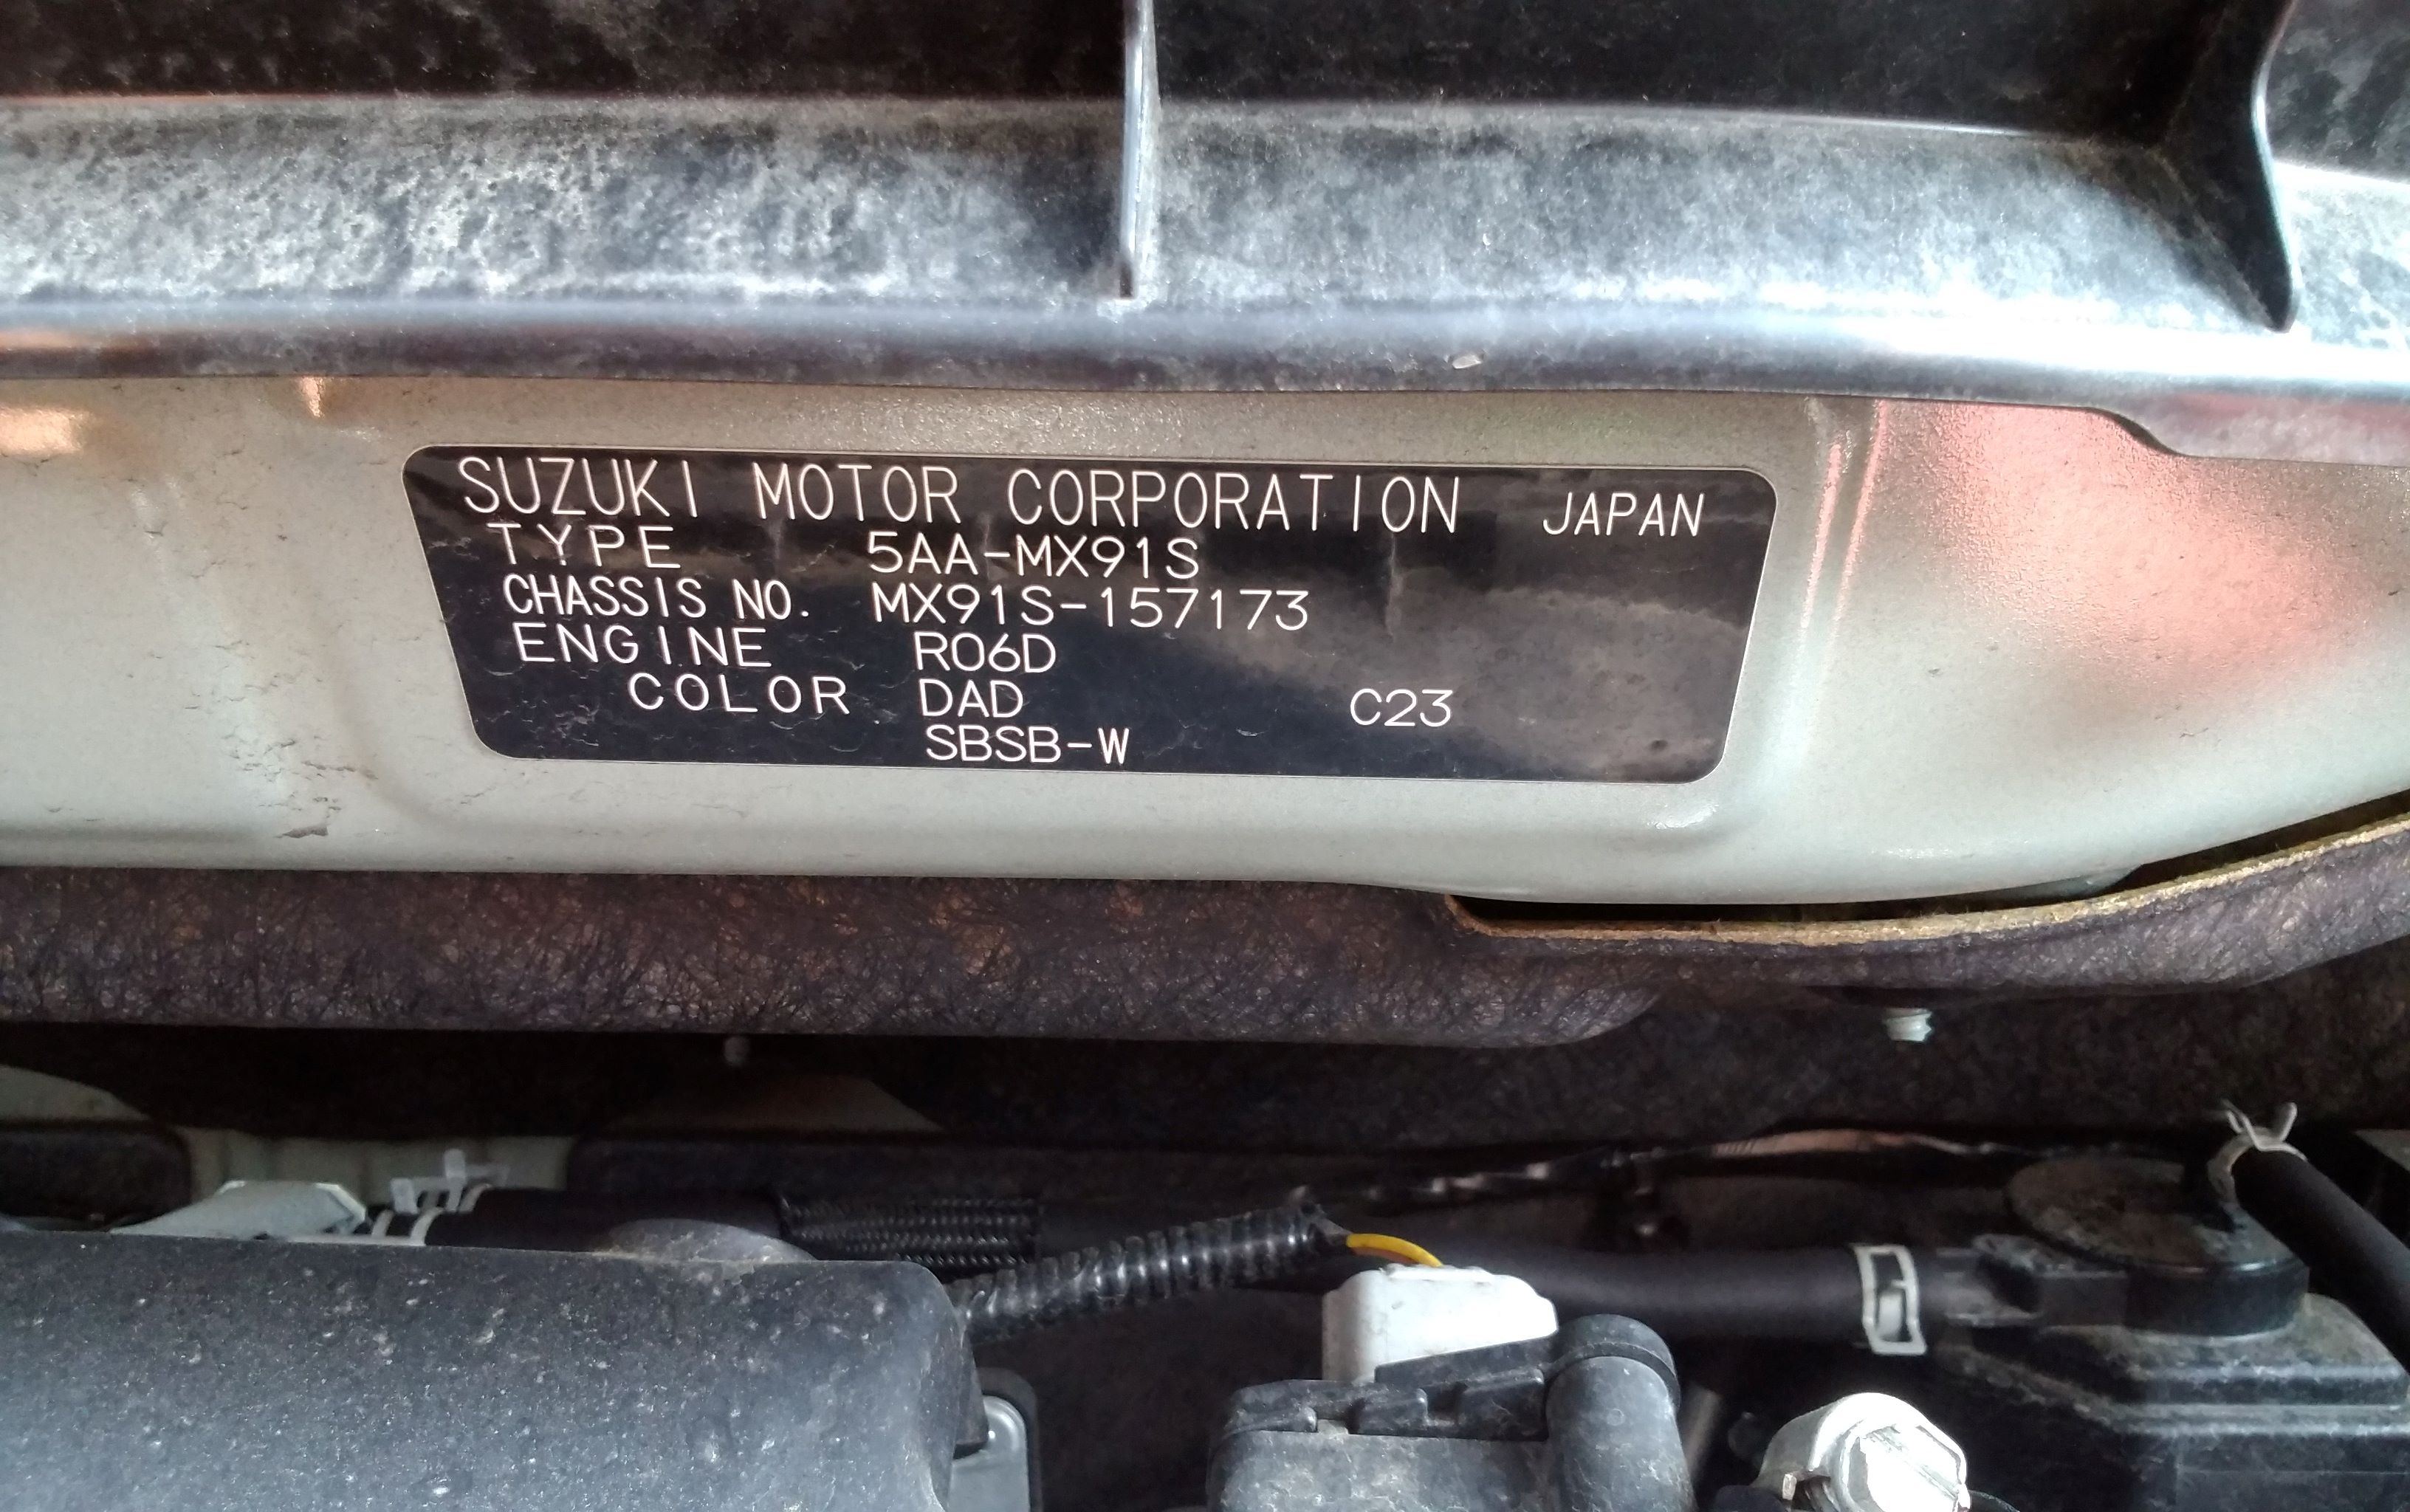 SUZUKI MOTOR CORPORATION JAPAN
TYPE 5AA-MX91S
CHASSIS NO. MX91S-157173
ENGINE R06D
COLOR DAD C23
SBSB-W